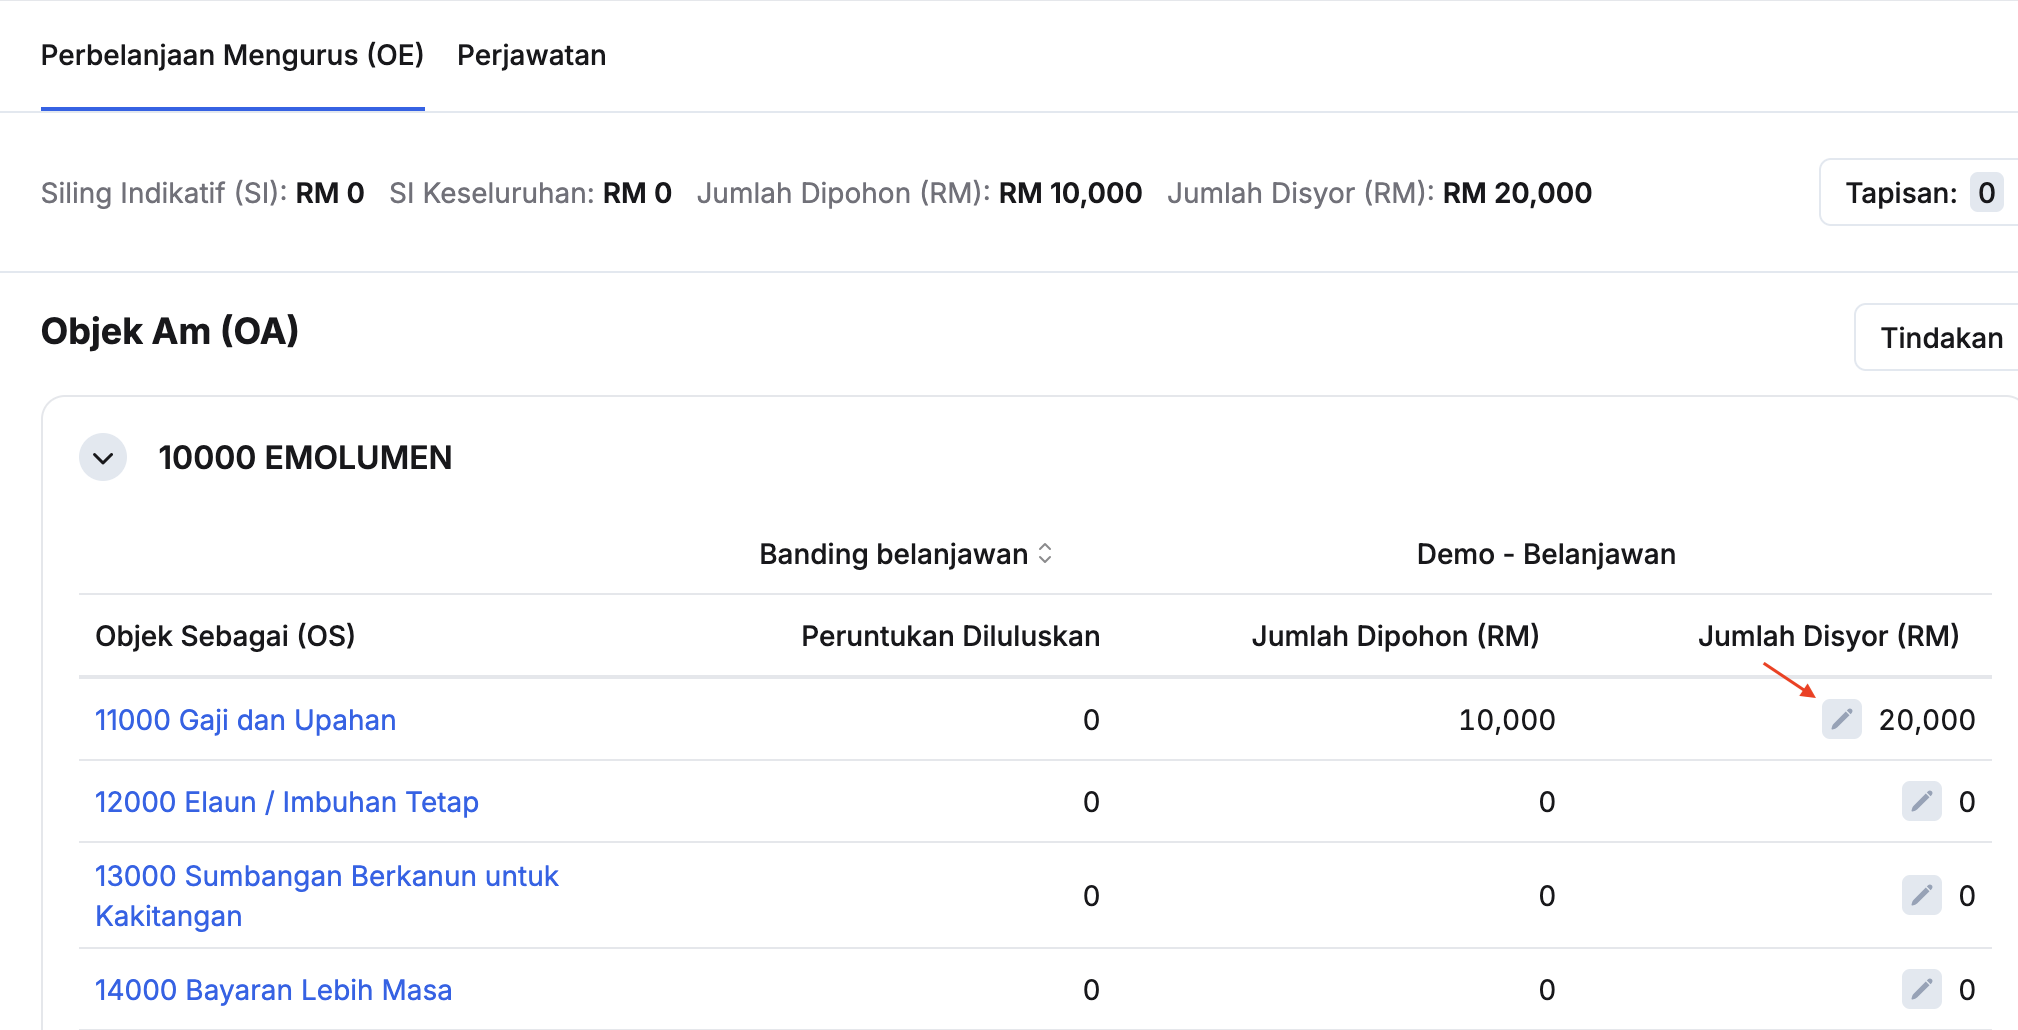 Perbelanjaan Mengurus (OE) Perjawatan
Siling Indikatif (SI): RM 0 SI Keseluruhan: RM 0 Jumlah Dipohon (RM): RM 10,000 Jumlah Disyor (RM): RM 20,000 Tapisan: 0
Objek Am (OA) Tindakan
10000 EMOLUMEN
Banding belanjawan Demo - Belanjawan
Objek Sebagai (OS) Peruntukan Diluluskan Jumlah Dipohon (RM) Jumlah Disyor (RM)
11000 Gaji dan Upahan 0 10,000 20,000
12000 Elaun / Imbuhan Tetap 0 0 0
13000 Sumbangan Berkanun untuk
Kakitangan 0 0 0
14000 Bayaran Lebih Masa 0 0 0